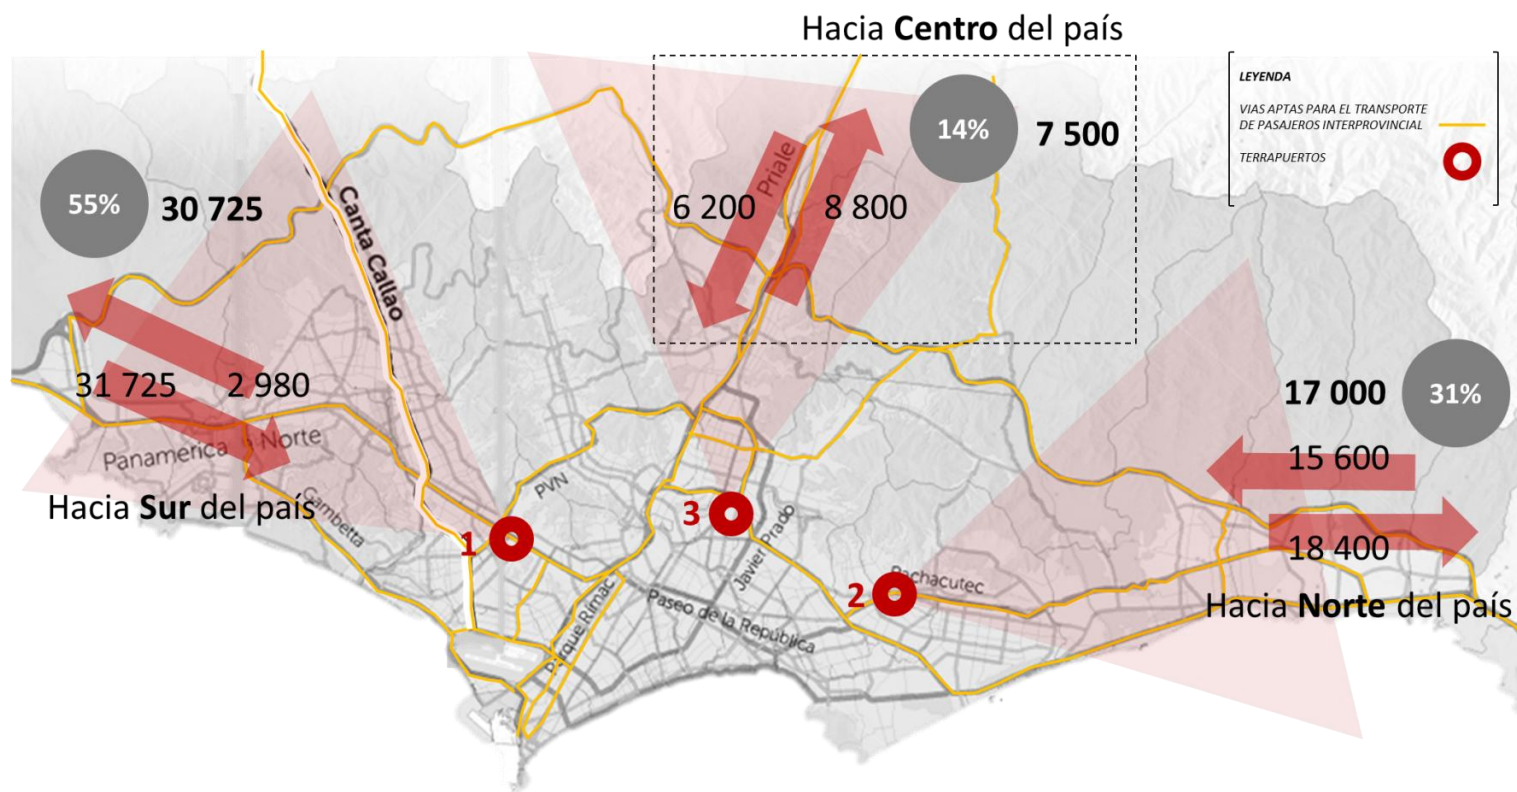 Hacia Centro del país
LEYENDA
VIAS APTAS PARA EL TRANSPORTE
DE PASAJEROS INTERPROVINCIAL
TERRAPUERTOS
14%
7 500
Priale
6 200
8 800
55%
30 725
Canta Callao
31 725
2 980
Panamerica
Norte
Hacia Sur del país
Gambetta
PVN
1
3
Javier Prado
2
Pachacutec
Paseo de la República
Parque Rímac
17 000
31%
15 600
18 400
Hacia Norte del país